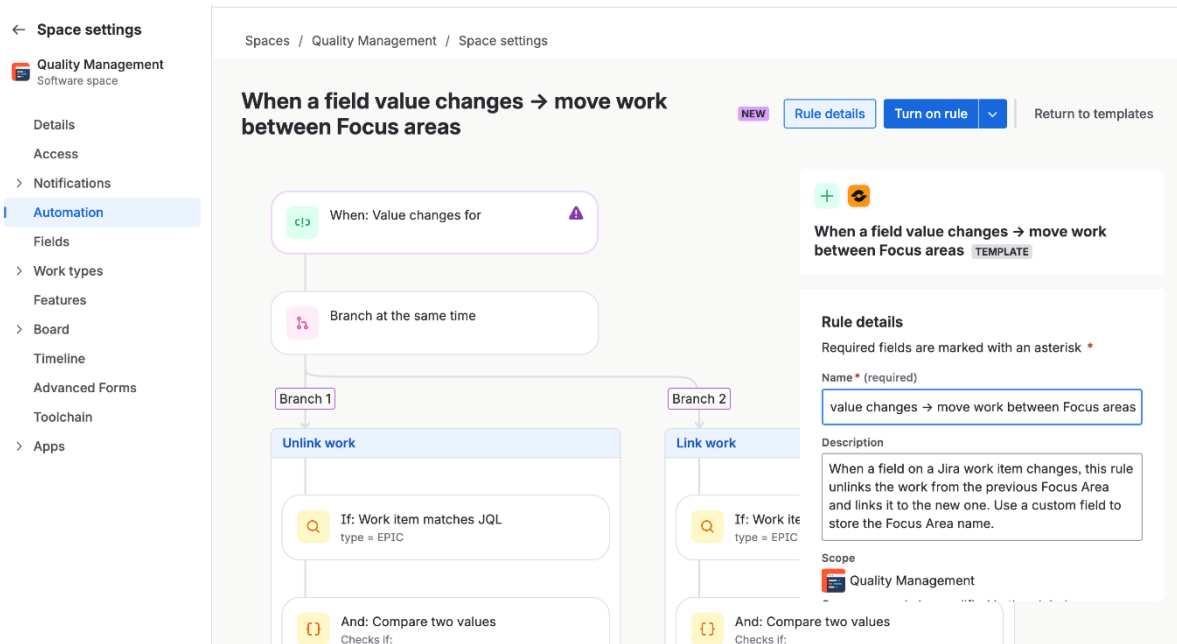 Space settings
Quality Management
Software space
Details
Access
Notifications
Automation
Fields
Work types
Features
Board
Timeline
Advanced Forms
Toolchain
Apps
Spaces / Quality Management / Space settings
When a field value changes → move work
between Focus areas
NEW
Rule details
Turn on rule
Return to templates
When: Value changes for
Branch at the same time
Branch 1
Branch 2
Unlink work
If: Work item matches JQL
type = EPIC
And: Compare two values
Checks if:
Link work
If: Work ite
type = EPIC
And: Compare two values
Checks if:
When a field value changes → move work
between Focus areas TEMPLATE
Rule details
Required fields are marked with an asterisk *
Name * (required)
value changes → move work between Focus areas
Description
When a field on a Jira work item changes, this rule
unlinks the work from the previous Focus Area
and links it to the new one. Use a custom field to
store the Focus Area name.
Scope
Quality Management